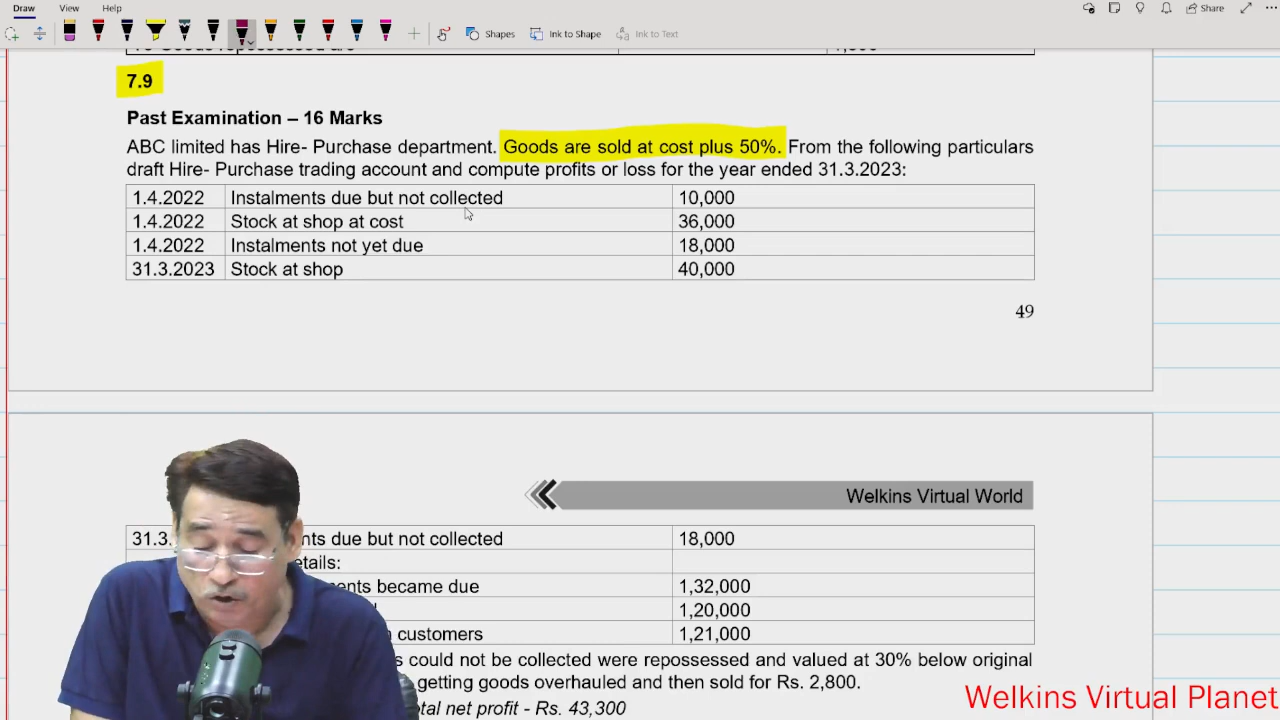 Draw View Help
Shapes Ink to Shape Ink to Text Share
7.9
Past Examination – 16 Marks
ABC limited has Hire- Purchase department. Goods are sold at cost plus 50%. From the following particulars
draft Hire- Purchase trading account and compute profits or loss for the year ended 31.3.2023:
1.4.2022 Instalments due but not collected 10,000
1.4.2022 Stock at shop at cost 36,000
1.4.2022 Instalments not yet due 18,000
31.3.2023 Stock at shop 40,000
49
Welkins Virtual World
31.3. nts due but not collected 18,000
etails:
ents became due 1,32,000
1,20,000
customers 1,21,000
s could not be collected were repossessed and valued at 30% below original
getting goods overhauled and then sold for Rs. 2,800.
otal net profit - Rs. 43,300
Welkins Virtual Planet